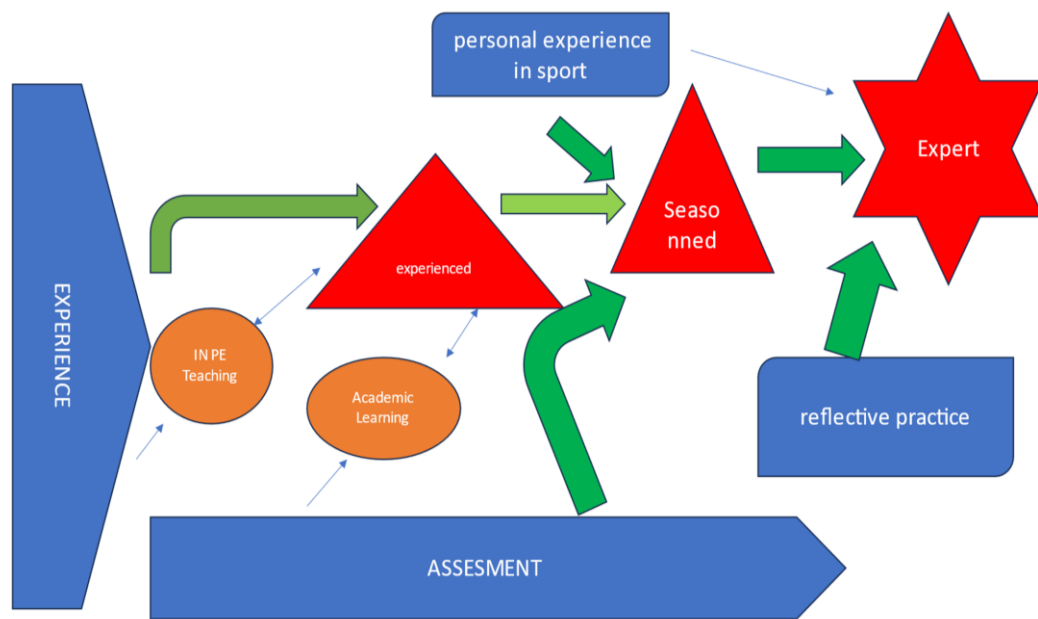 personal experience
in sport
Expert
Seaso
nned
experienced
EXPERIENCE
IN PE
Teaching
Academic
Learning
reflective practice
ASSESMENT